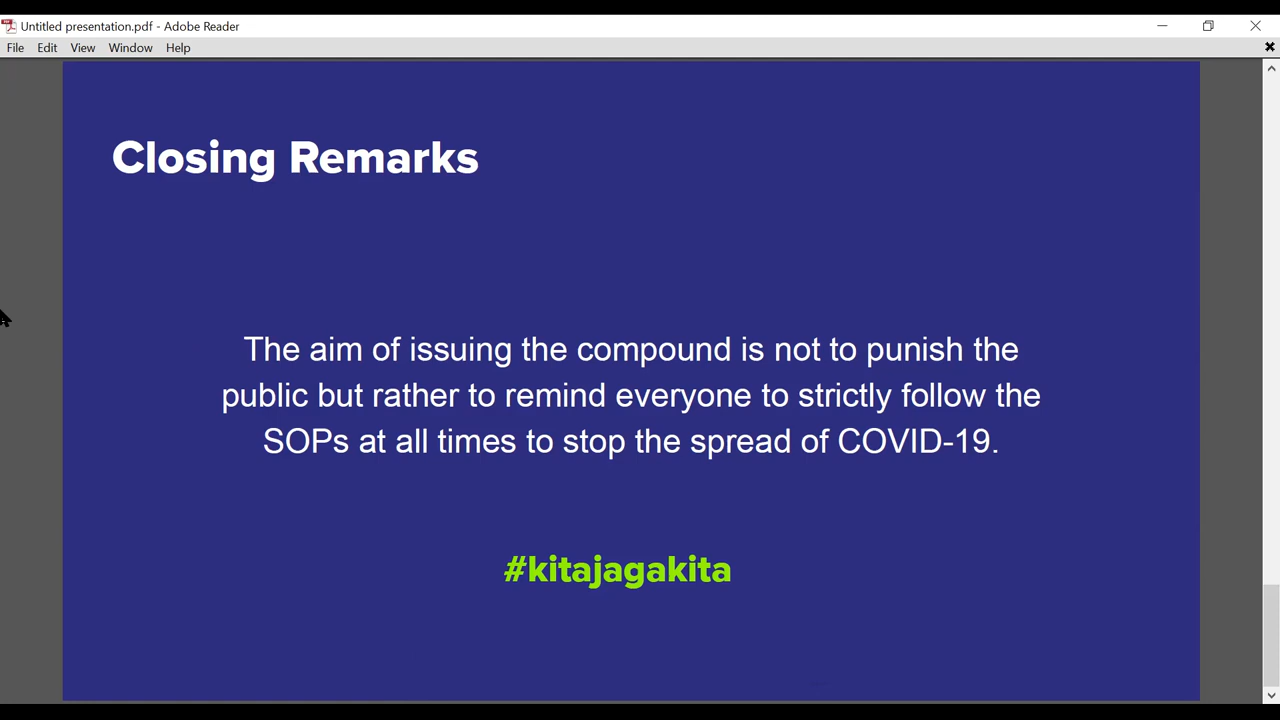 Untitled presentation.pdf - Adobe Reader
File Edit View Window Help
Closing Remarks
The aim of issuing the compound is not to punish the
public but rather to remind everyone to strictly follow the
SOPs at all times to stop the spread of COVID-19.
#kitajagakita